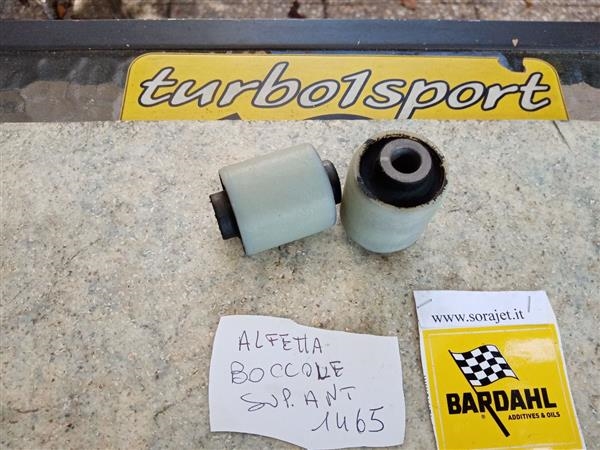 turbo1sport
www.sorajet.it
ALFETTA
BOCCOLE
SUP. ANT
1465
BARDAHL
ADDITIVES & OILS